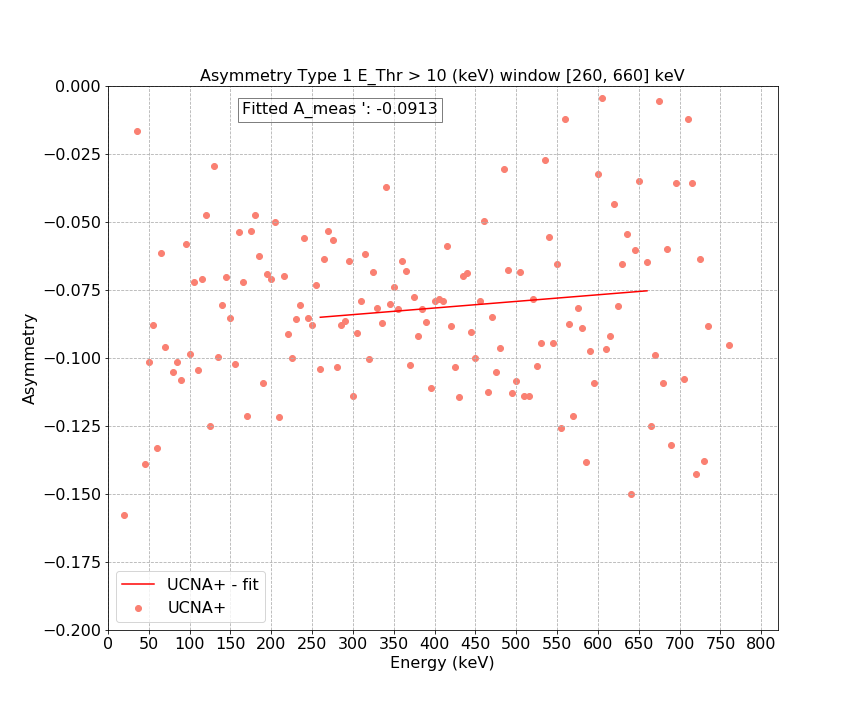 Asymmetry Type 1 E_Thr > 10 (keV) window [260, 660] keV
Fitted A_meas ': -0.0913
0.000
−0.025
−0.050
−0.075
−0.100
−0.125
−0.150
−0.175
−0.200
Asymmetry
UCNA+ - fit
UCNA+
0 50 100 150 200 250 300 350 400 450 500 550 600 650 700 750 800
Energy (keV)